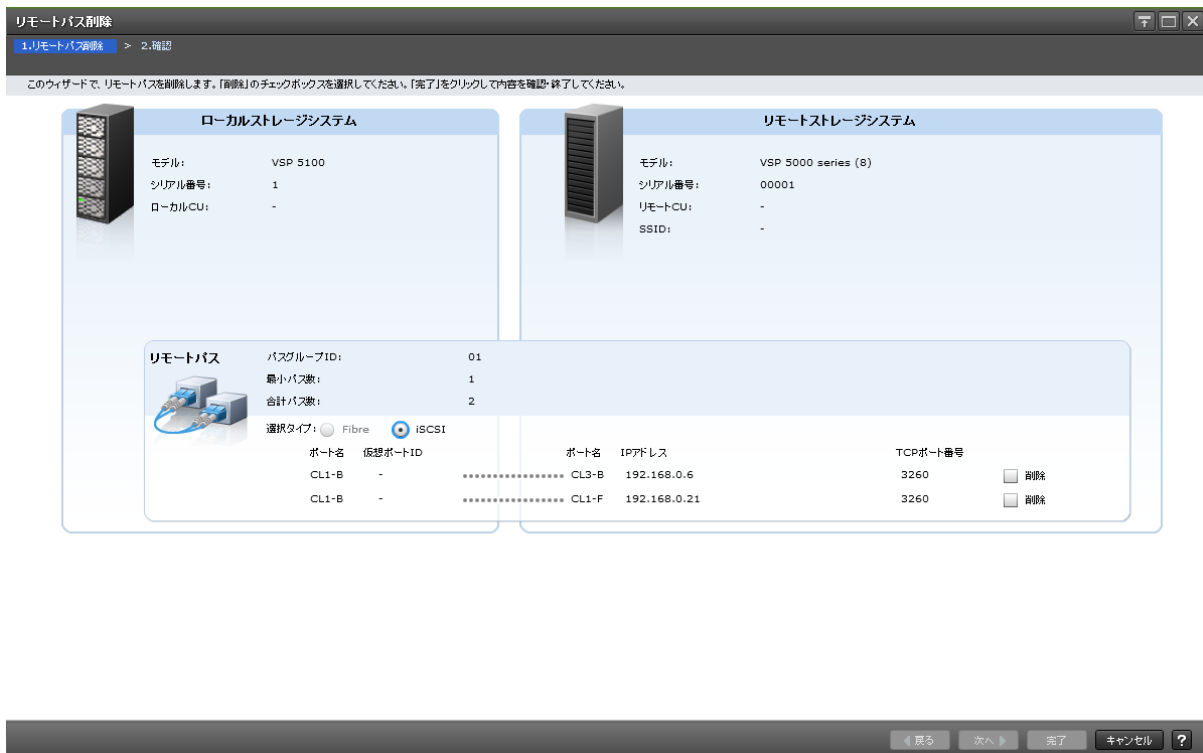 リモートパス削除
1.リモートパス削除 > 2.確認
このウィザードで、リモートパスを削除します。「削除」のチェックボックスを選択してください。「完了」をクリックして内容を確認・終了してください。
ローカルストレージシステム
モデル: VSP 5100
シリアル番号: 1
ローカルCU: -
リモートストレージシステム
モデル: VSP 5000 series (8)
シリアル番号: 00001
リモートCU: -
SSID: -
リモートパス
パスグループID: 01
最小パス数: 1
合計パス数: 2
選択タイプ: Fibre iSCSI
ポート名 仮想ポートID ポート名 IPアドレス TCPポート番号
CL1-B - CL3-B 192.168.0.6 3260 削除
CL1-B - CL1-F 192.168.0.21 3260 削除
戻る 次へ 完了 キャンセル ?